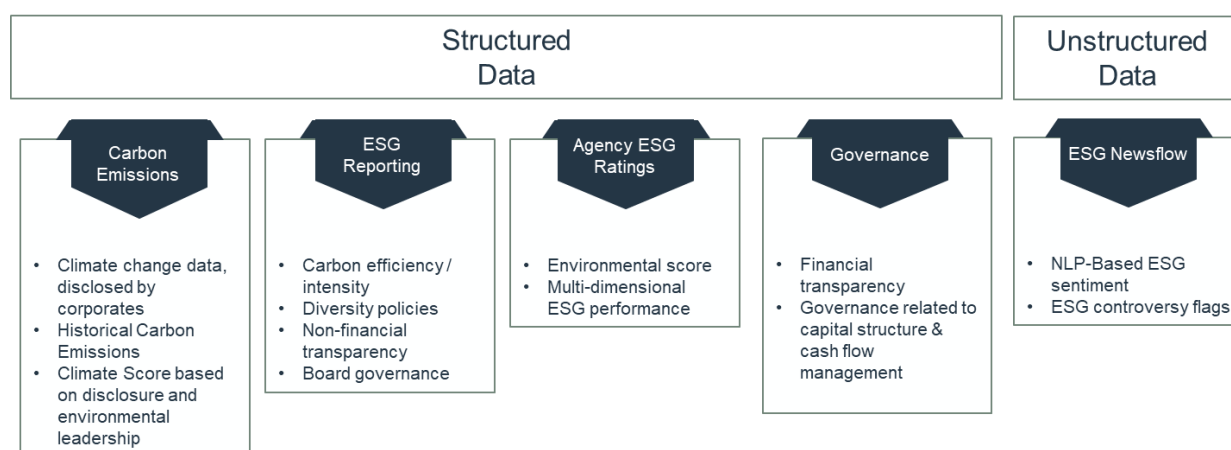 Structured
Data
Unstructured
Data
Carbon
Emissions
• Climate change data,
disclosed by
corporates
• Historical Carbon
Emissions
• Climate Score based
on disclosure and
environmental
leadership
ESG
Reporting
• Carbon efficiency /
intensity
• Diversity policies
• Non-financial
transparency
• Board governance
Agency ESG
Ratings
• Environmental score
• Multi-dimensional
ESG performance
Governance
• Financial
transparency
• Governance related to
capital structure &
cash flow
management
ESG Newsflow
• NLP-Based ESG
sentiment
• ESG controversy flags